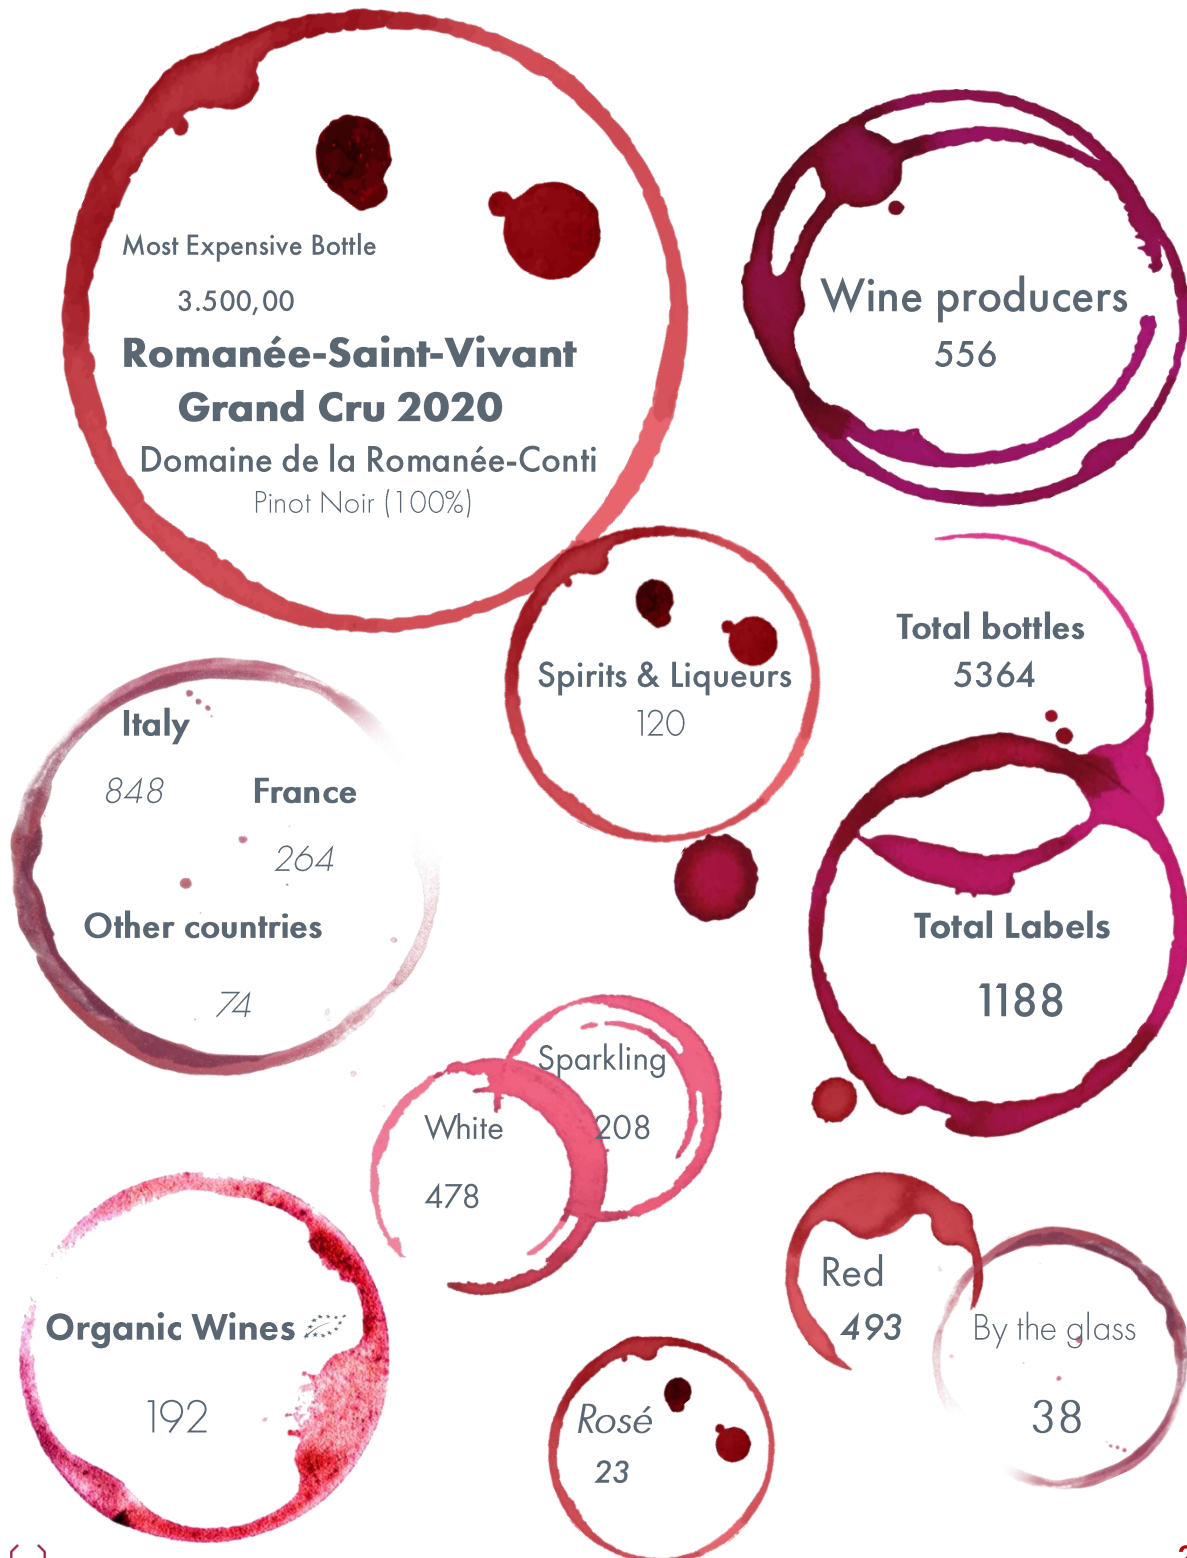 Most Expensive Bottle
3.500,00
Romanée-Saint-Vivant
Grand Cru 2020
Domaine de la Romanée-Conti
Pinot Noir (100%)
Wine producers
556
Spirits & Liqueurs
120
Total bottles
5364
Italy
848
France
264
Other countries
74
Total Labels
1188
Sparkling
208
White
478
Organic Wines
192
Red
493
By the glass
38
Rosé
23